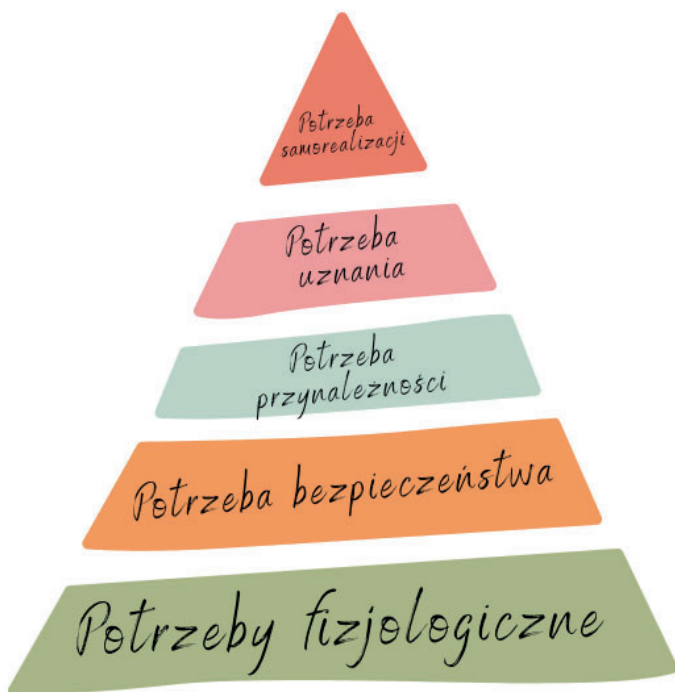 Potrzeba
samorealizacji
Potrzeba
uznania
Potrzeba
przynależności
Potrzeba bezpieczeństwa
Potrzeby fizjologiczne